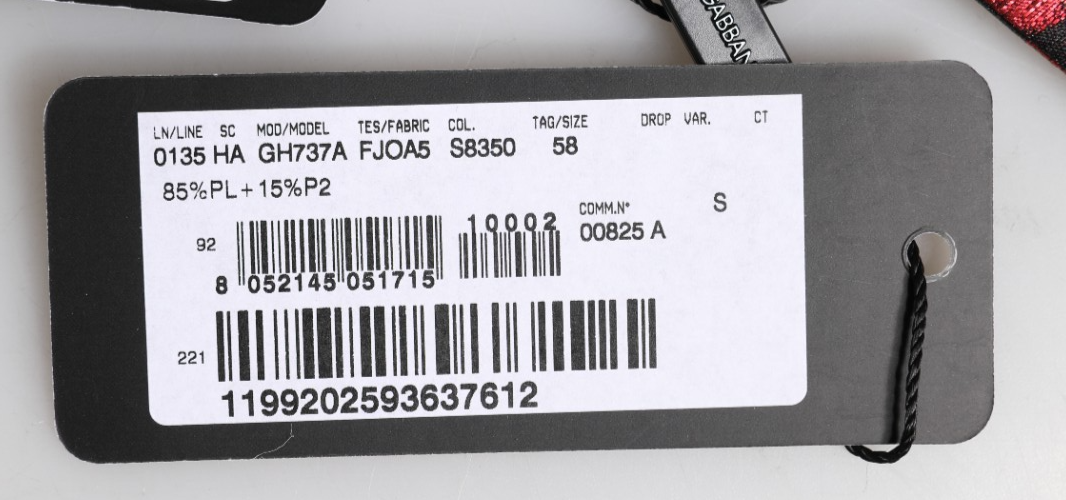 GABBAN
LN/LINE SC MOD/MODEL TES/FABRIC COL. TAG/SIZE DROP VAR. CT
0135 HA GH737A FJOA5 S8350 58
85%PL+15%P2
COMM.N° S
10002
92 00825 A
8 052145 051715
221
1199202593637612